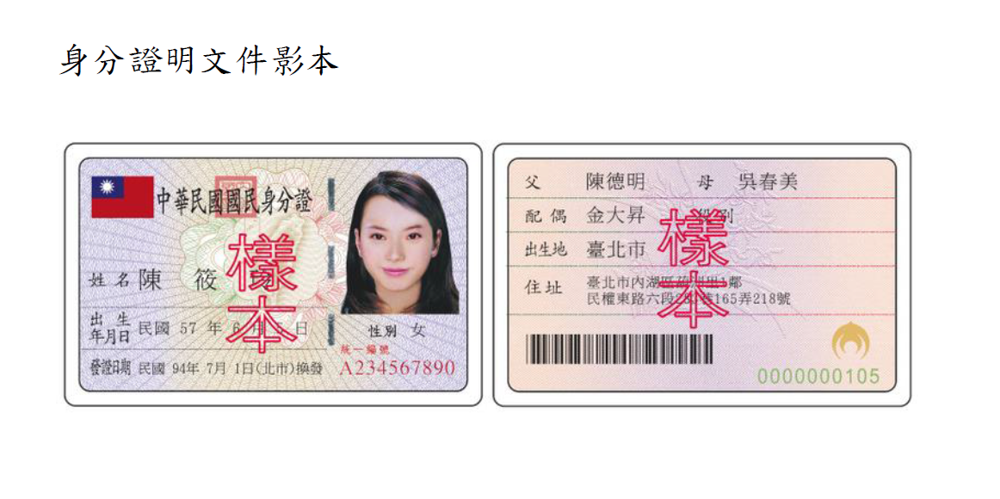 身分證明文件影本
中華民國國民身分證
樣本
姓名 陳 筱
出生年月日 民國 57 年 6 月 5 日
性別 女
統一編號
A234567890
發證日期 民國 94年 7月 1日(北市)換發
父 陳德明 母 吳春美
配偶 金大昇 役別
樣本
出生地 臺北市
住址 臺北市內湖區 鄰
民權東路六段 巷165弄218號
0000000105